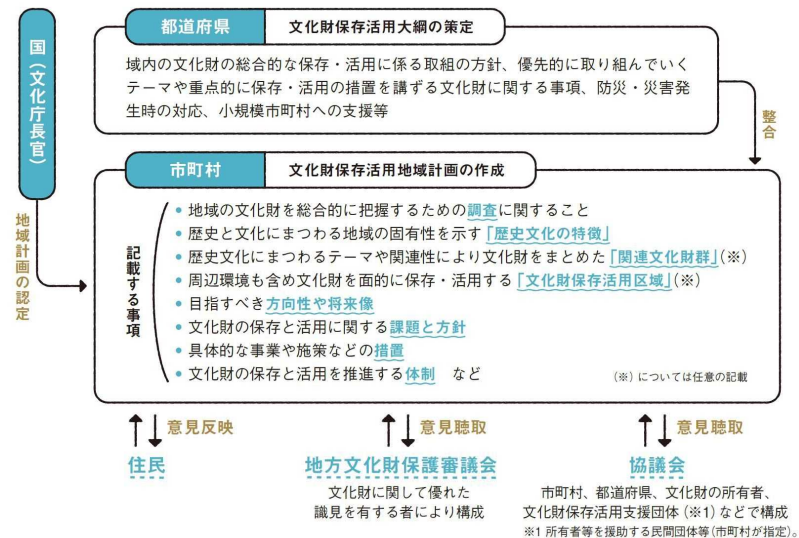 国（文化庁長官）
都道府県
文化財保存活用大綱の策定
域内の文化財の総合的な保存・活用に係る取組の方針、優先的に取り組んでいく
テーマや重点的に保存・活用の措置を講ずる文化財に関する事項、防災・災害発
生時の対応、小規模市町村への支援等
整合
地域計画の認定
市町村
文化財保存活用地域計画の作成
記載する事項
• 地域の文化財を総合的に把握するための調査に関すること
• 歴史と文化にまつわる地域の固有性を示す「歴史文化の特徴」
• 歴史文化にまつわるテーマや関連性により文化財をまとめた「関連文化財群」（※）
• 周辺環境も含め文化財を面的に保存・活用する「文化財保存活用区域」（※）
• 目指すべき方向性や将来像
• 文化財の保存と活用に関する課題と方針
• 具体的な事業や施策などの措置
• 文化財の保存と活用を推進する体制 など
（※）については任意の記載
意見反映
住民
意見聴取
地方文化財保護審議会
文化財に関して優れた
識見を有する者により構成
意見聴取
協議会
市町村、都道府県、文化財の所有者、
文化財保存活用支援団体（※1）などで構成
※1 所有者等を援助する民間団体等（市町村が指定）。